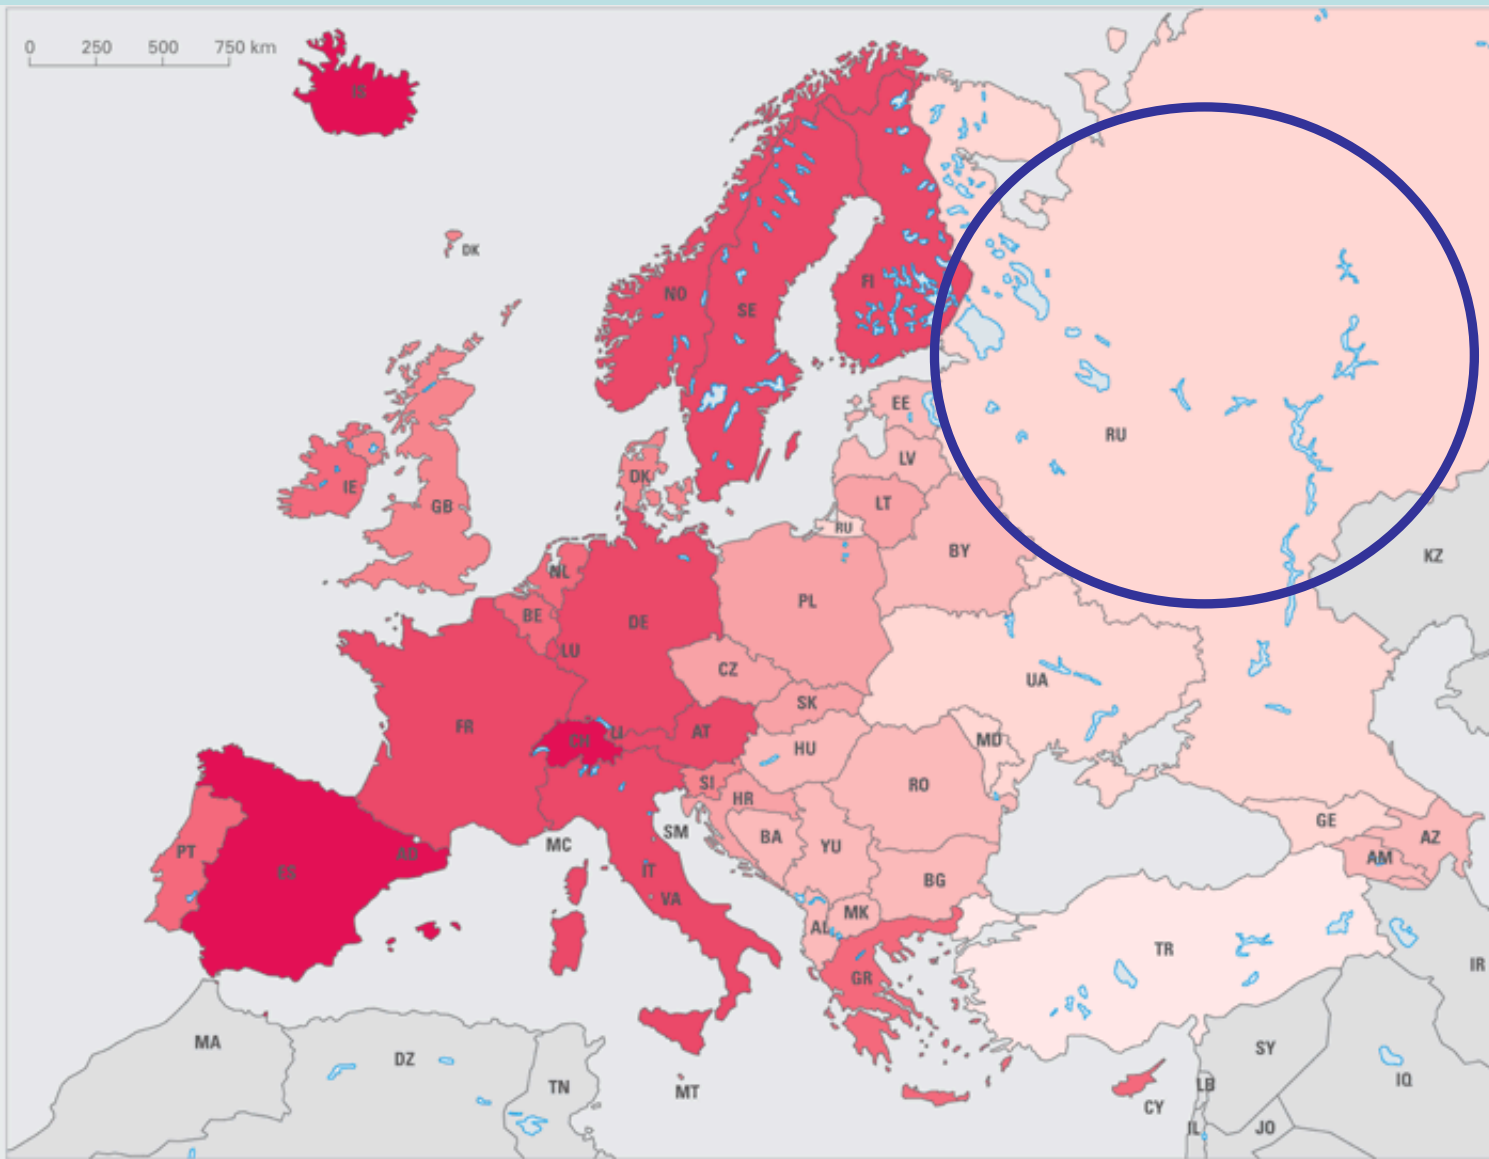 0 250 500 750 km
IS
DK
NO
SE
FI
RU
EE
LV
LT
RU
BY
DK
IE
GB
NL
BE
LU
DE
PL
CZ
SK
UA
KZ
FR
CH
LI
AT
HU
MD
RO
SI
HR
BA
YU
BG
MK
AL
GR
PT
ES
AD
MC
SM
IT
VA
GE
AZ
AM
TR
IR
MA
DZ
TN
MT
CY
SY
LB
IL
JO
IQ